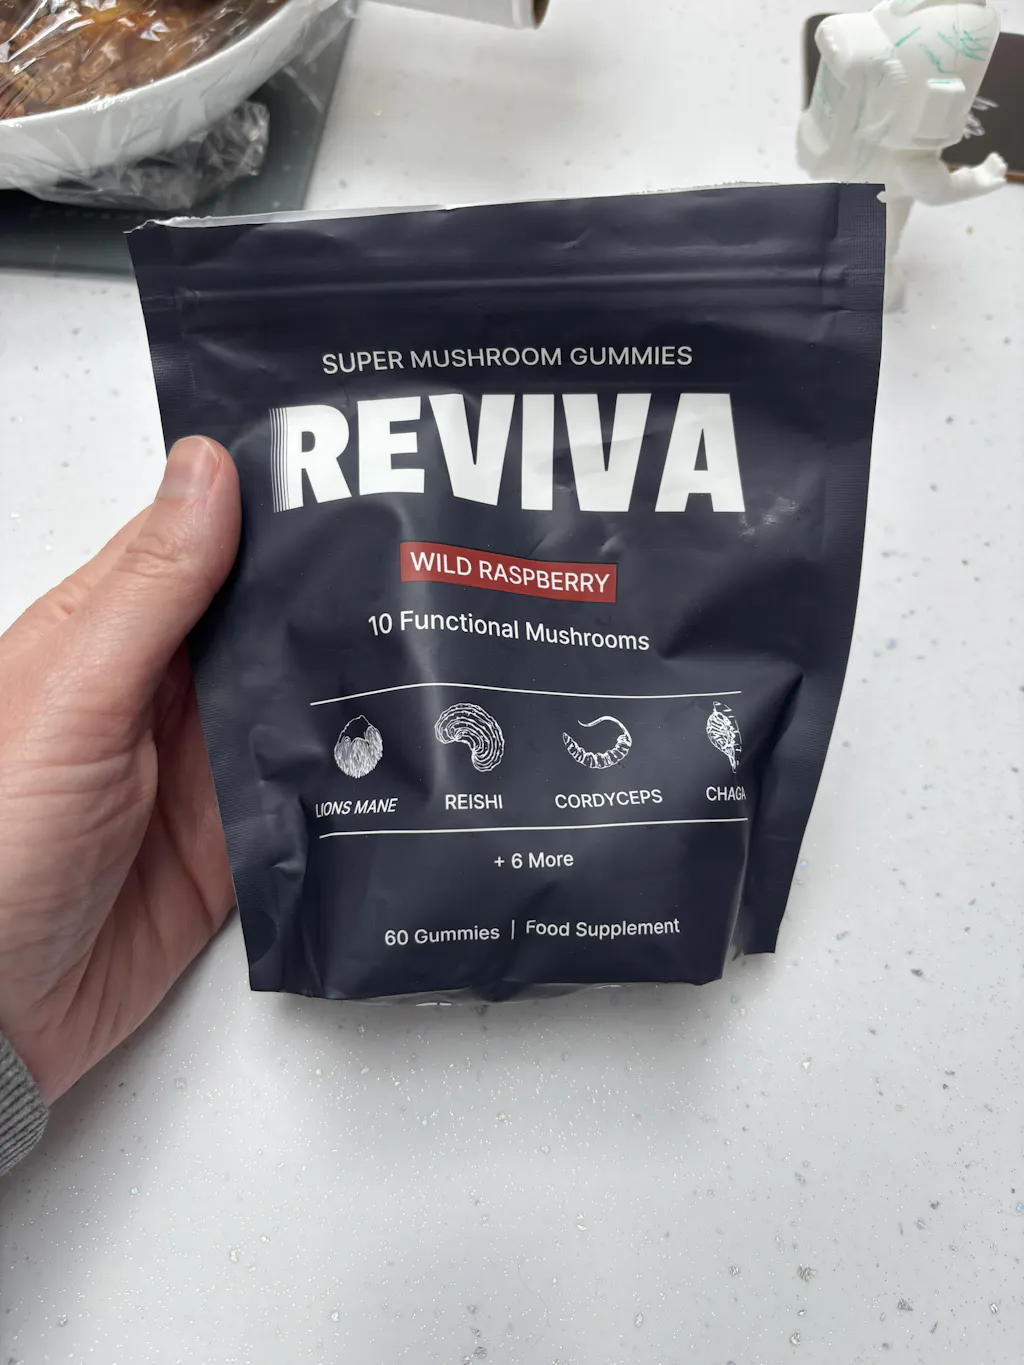 SUPER MUSHROOM GUMMIES
REVIVA
WILD RASPBERRY
10 Functional Mushrooms
LIONS MANE REISHI CORDYCEPS CHAGA
+ 6 More
60 Gummies | Food Supplement